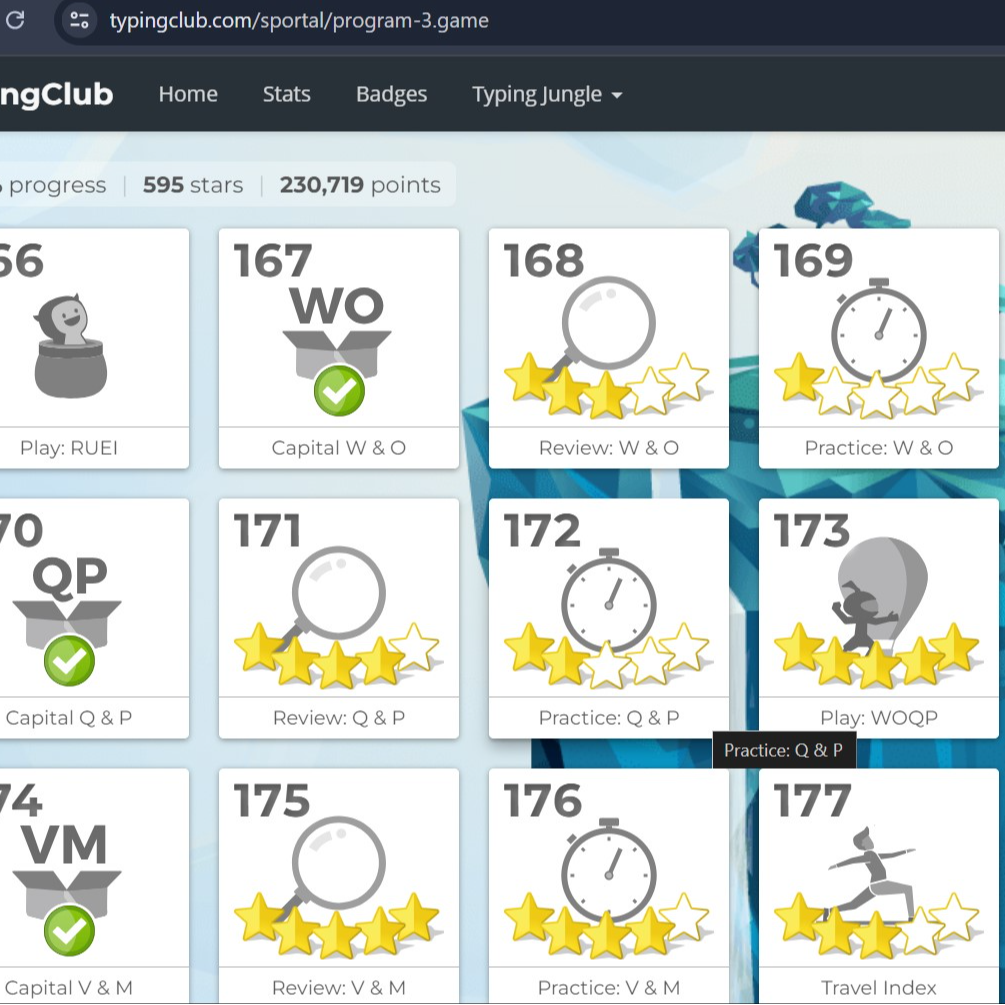 typingclub.com/sportal/program-3.game
ngClub Home Stats Badges Typing Jungle
progress 595 stars 230,719 points
66 167 168 169
WO
Play: RUEI Capital W & O Review: W & O Practice: W & O
70 171 172 173
QP
Capital Q & P Review: Q & P Practice: Q & P Play: WOQP
Practice: Q & P
74 175 176 177
VM
Capital V & M Review: V & M Practice: V & M Travel Index